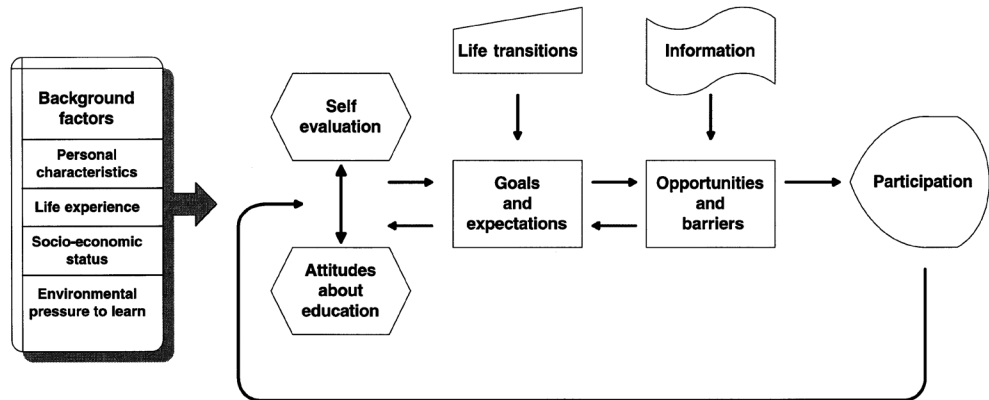 Background
factors
Personal
characteristics
Life experience
Socio-economic
status
Environmental
pressure to learn
Self
evaluation
Attitudes
about
education
Life transitions
Goals
and
expectations
Information
Opportunities
and
barriers
Participation